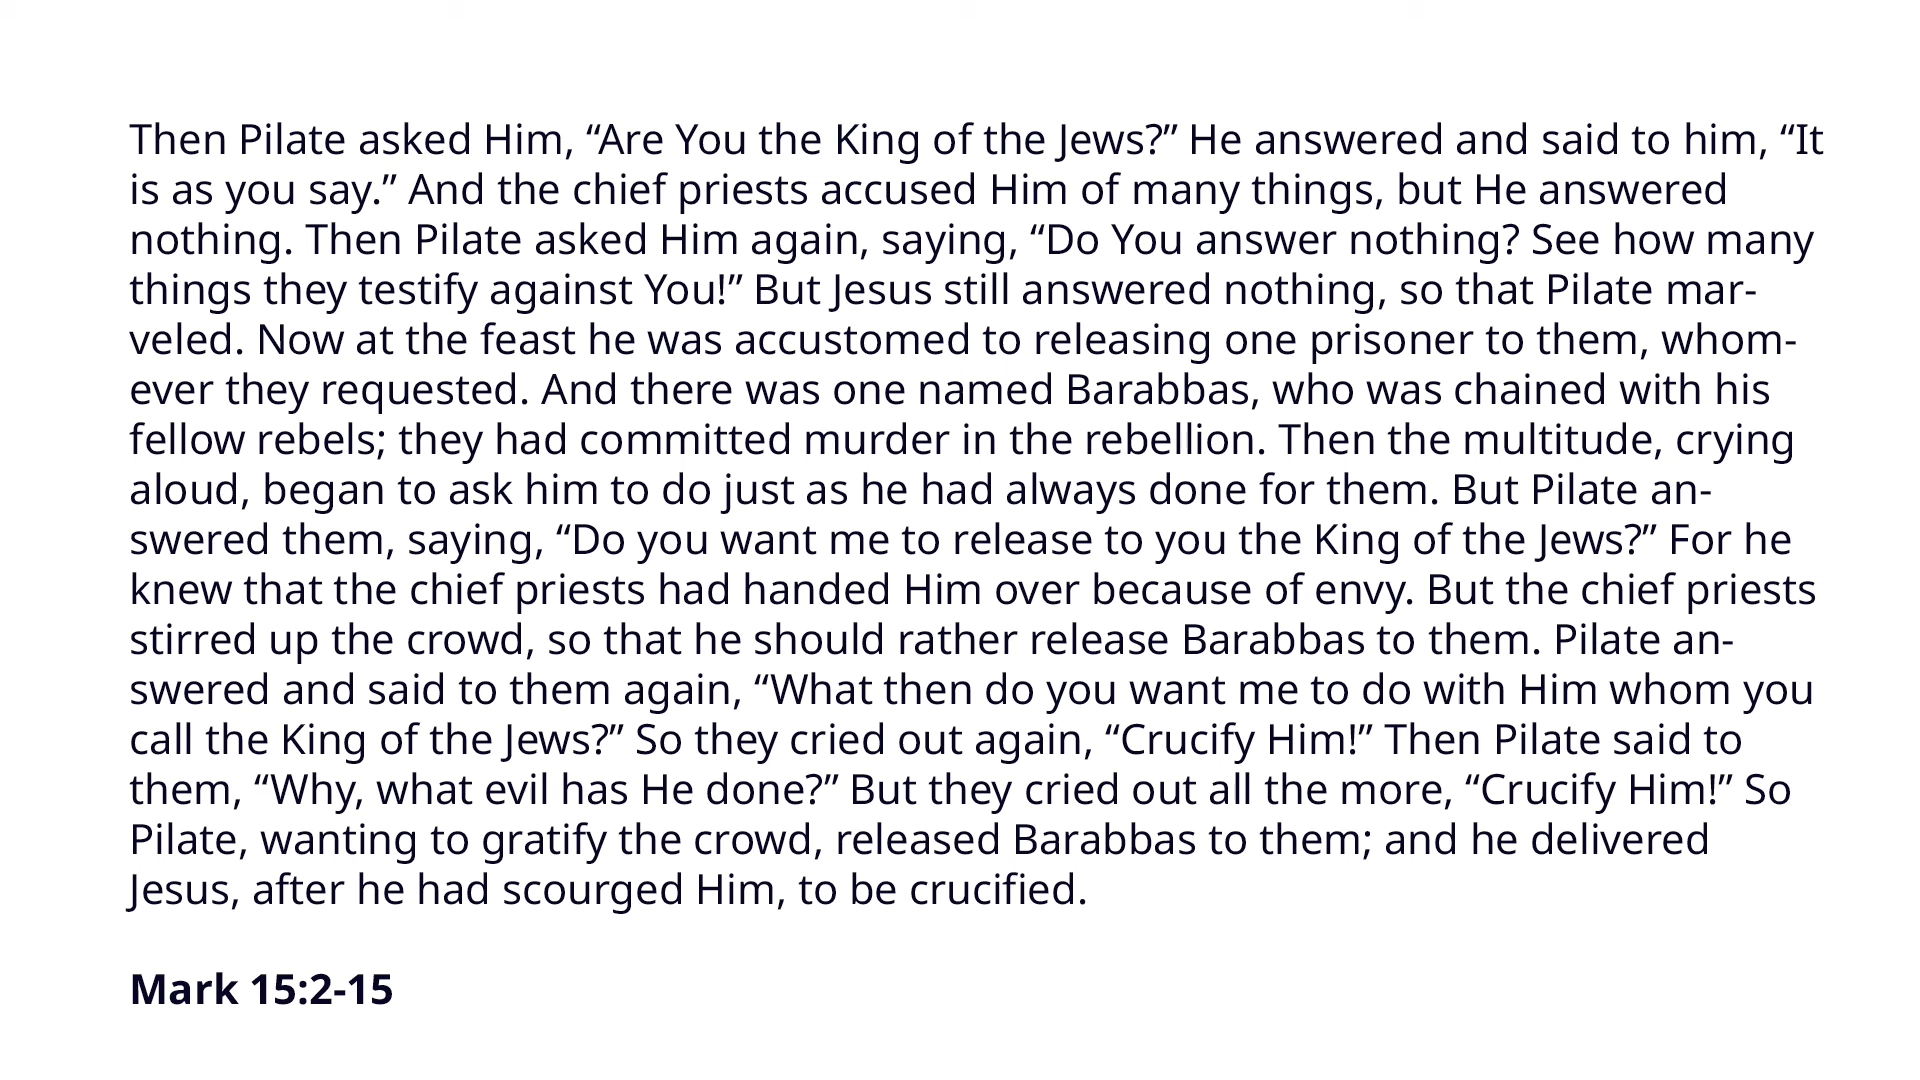 Then Pilate asked Him, “Are You the King of the Jews?” He answered and said to him, “It
is as you say.” And the chief priests accused Him of many things, but He answered
nothing. Then Pilate asked Him again, saying, “Do You answer nothing? See how many
things they testify against You!” But Jesus still answered nothing, so that Pilate mar-
veled. Now at the feast he was accustomed to releasing one prisoner to them, whom-
ever they requested. And there was one named Barabbas, who was chained with his
fellow rebels; they had committed murder in the rebellion. Then the multitude, crying
aloud, began to ask him to do just as he had always done for them. But Pilate an-
swered them, saying, “Do you want me to release to you the King of the Jews?” For he
knew that the chief priests had handed Him over because of envy. But the chief priests
stirred up the crowd, so that he should rather release Barabbas to them. Pilate an-
swered and said to them again, “What then do you want me to do with Him whom you
call the King of the Jews?” So they cried out again, “Crucify Him!” Then Pilate said to
them, “Why, what evil has He done?” But they cried out all the more, “Crucify Him!” So
Pilate, wanting to gratify the crowd, released Barabbas to them; and he delivered
Jesus, after he had scourged Him, to be crucified.
Mark 15:2-15